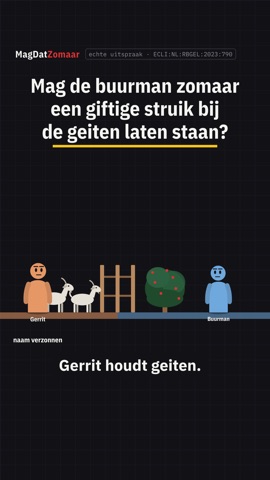 MagDatZomaar echte uitspraak - ECLI:NL:RBGEL:2023:790
Mag de buurman zomaar
een giftige struik bij
de geiten laten staan?
Gerrit Buurman
naam verzonnen
Gerrit houdt geiten.